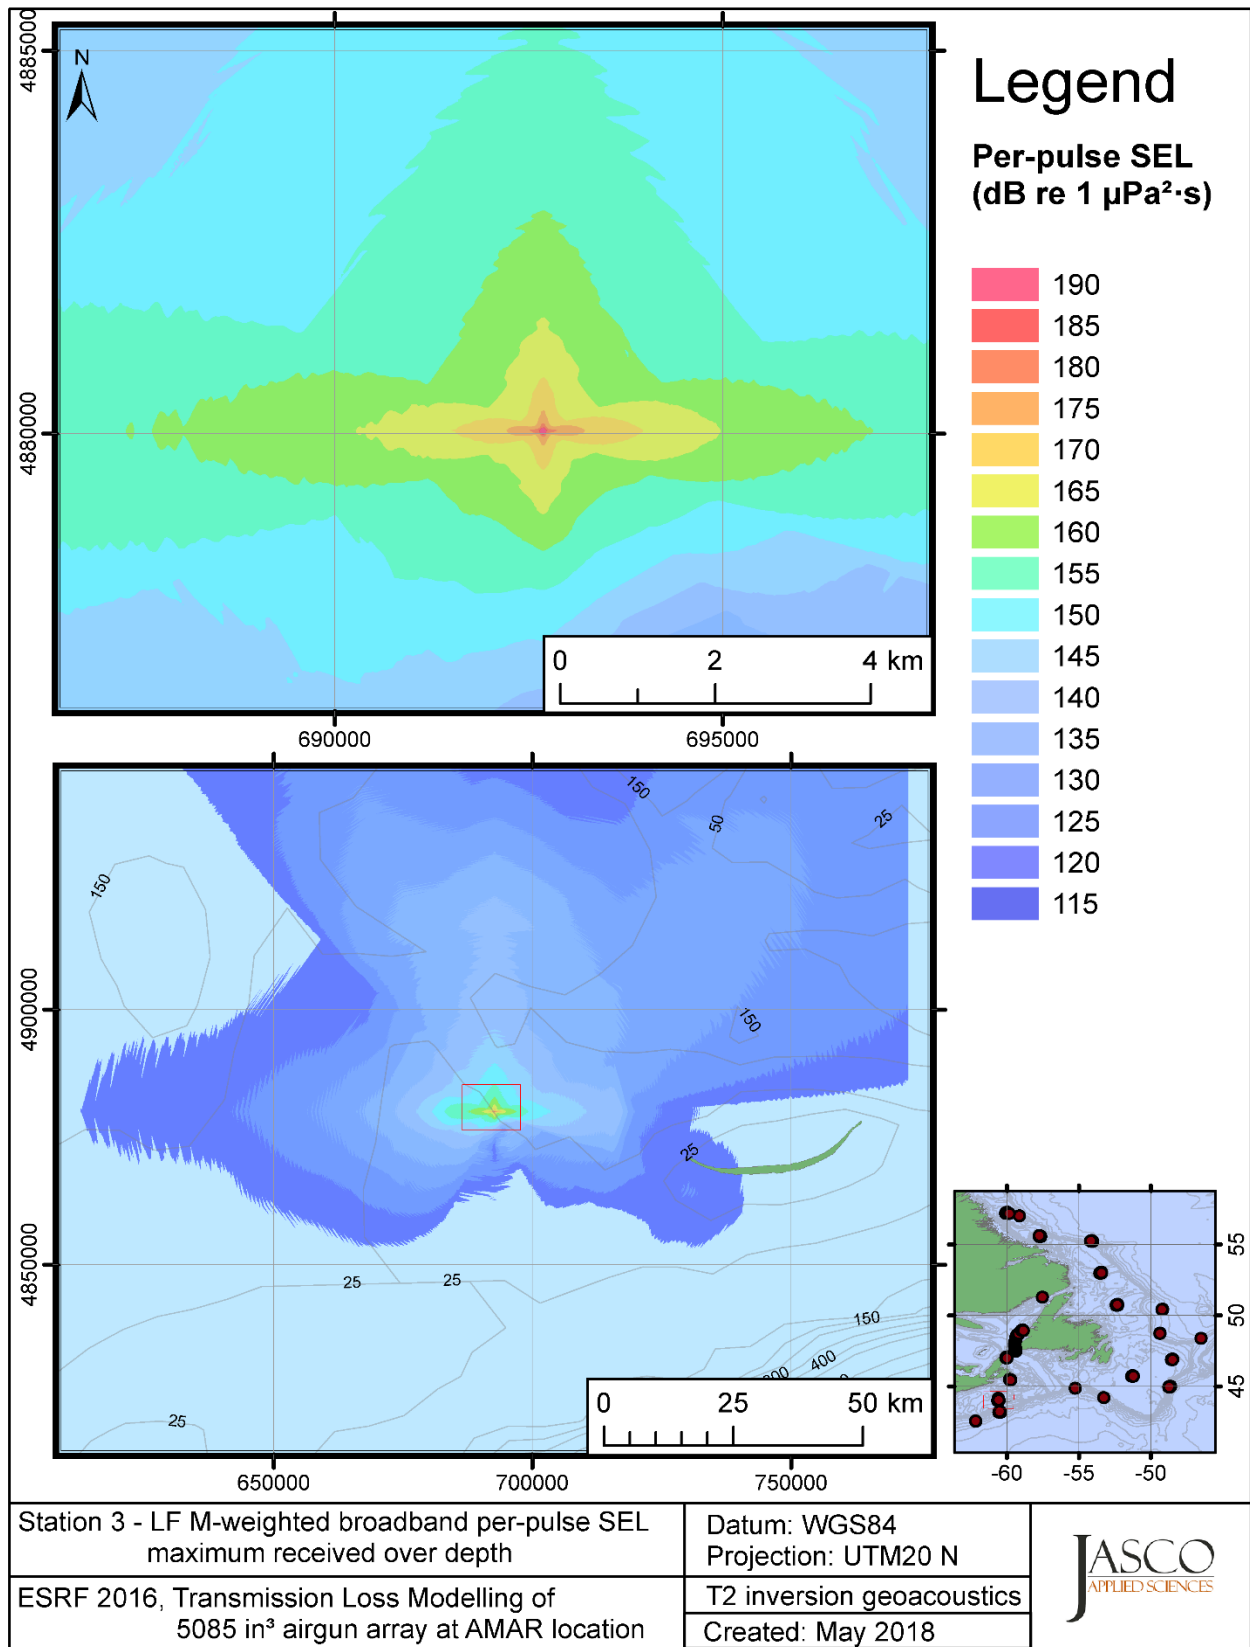 N
4885000
4880000
690000
695000
0
2
4 km
Legend
Per-pulse SEL
(dB re 1 µPa²·s)
190
185
180
175
170
165
160
155
150
145
140
135
130
125
120
115
150
150
50
25
150
25
25
25
150
400
25
4900000
4850000
650000
700000
750000
0
25
50 km
55
50
45
-60
-55
-50
Station 3 - LF M-weighted broadband per-pulse SEL
maximum received over depth
ESRF 2016, Transmission Loss Modelling of
5085 in³ airgun array at AMAR location
Datum: WGS84
Projection: UTM20 N
T2 inversion geoacoustics
Created: May 2018
JASCO
APPLIED SCIENCES